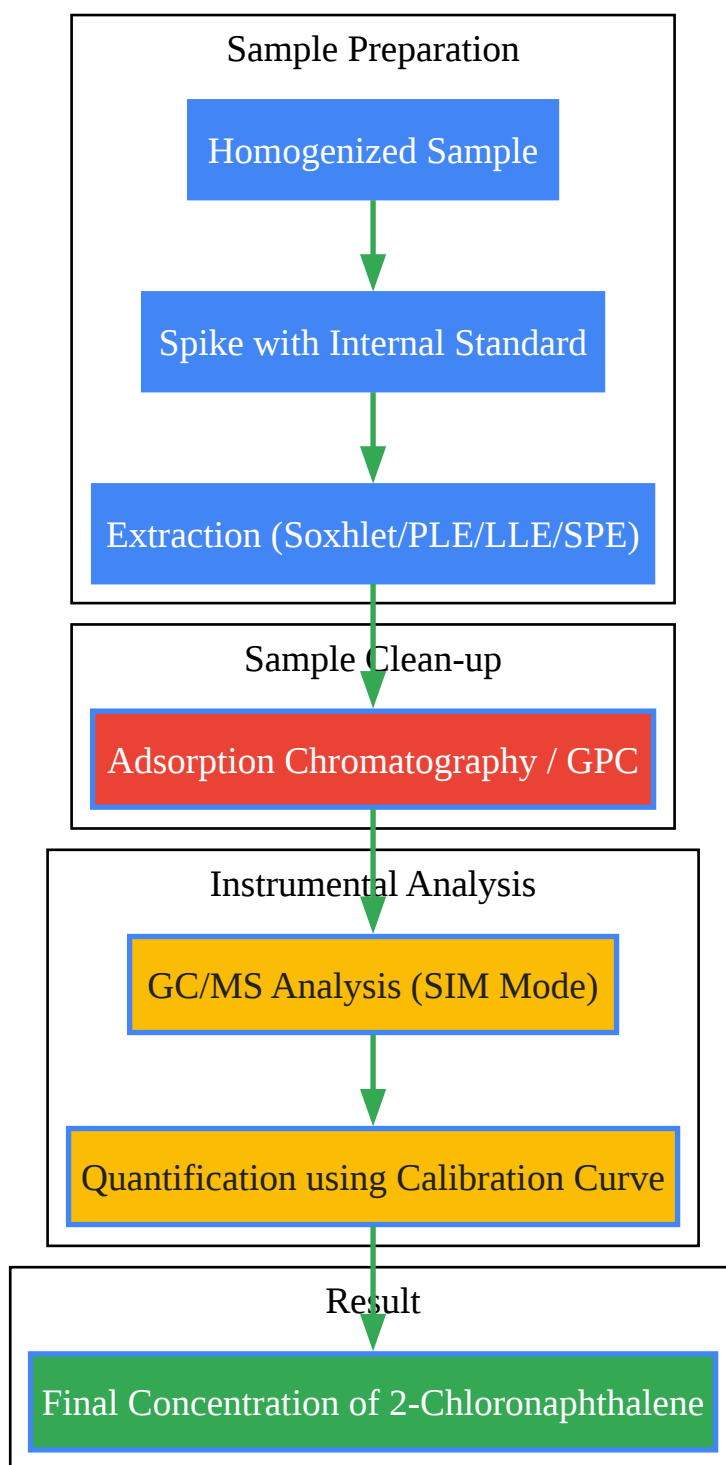 Sample Preparation
Homogenized Sample
Spike with Internal Standard
Extraction (Soxhlet/PLE/LLE/SPE)
Sample Clean-up
Adsorption Chromatography / GPC
Instrumental Analysis
GC/MS Analysis (SIM Mode)
Quantification using Calibration Curve
Result
Final Concentration of 2-Chloronaphthalene